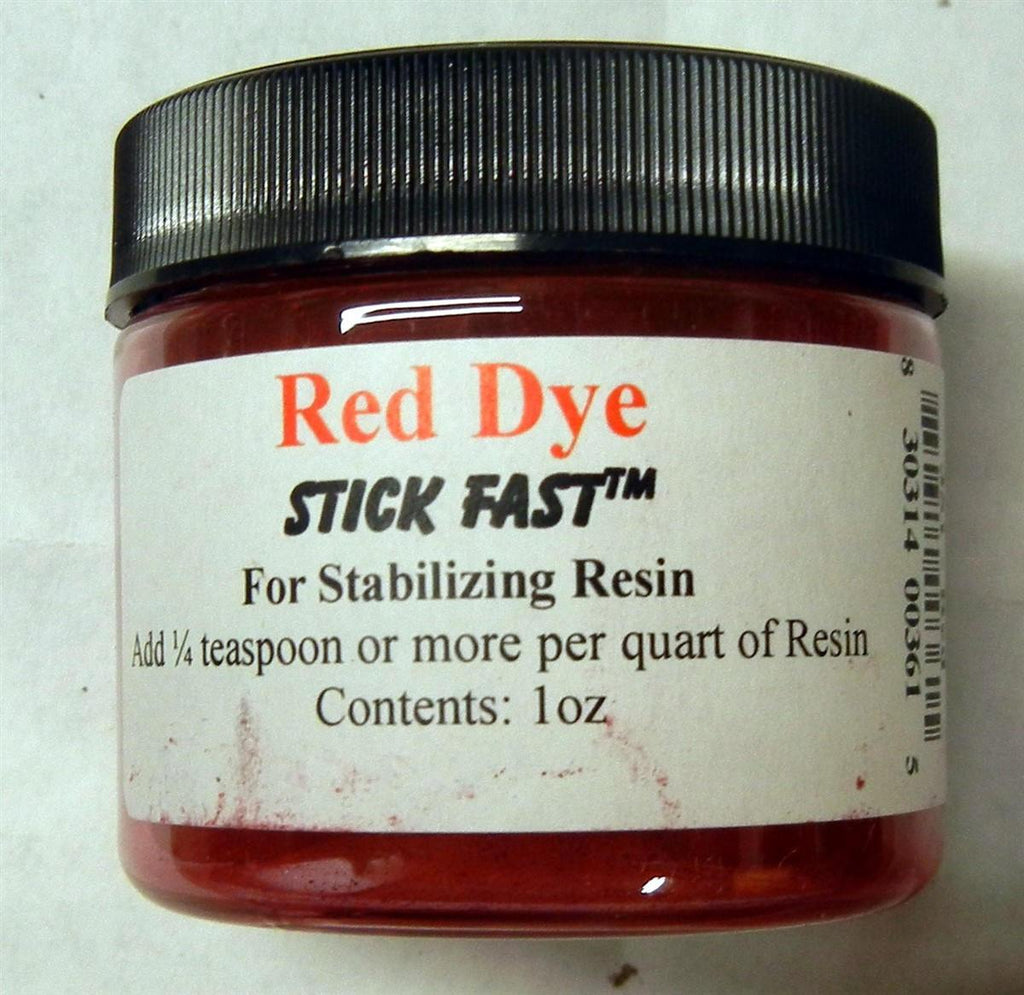 Red Dye
STICK FAST™
For Stabilizing Resin
Add ¼ teaspoon or more per quart of Resin
Contents: 1oz
8 30314 00361 5